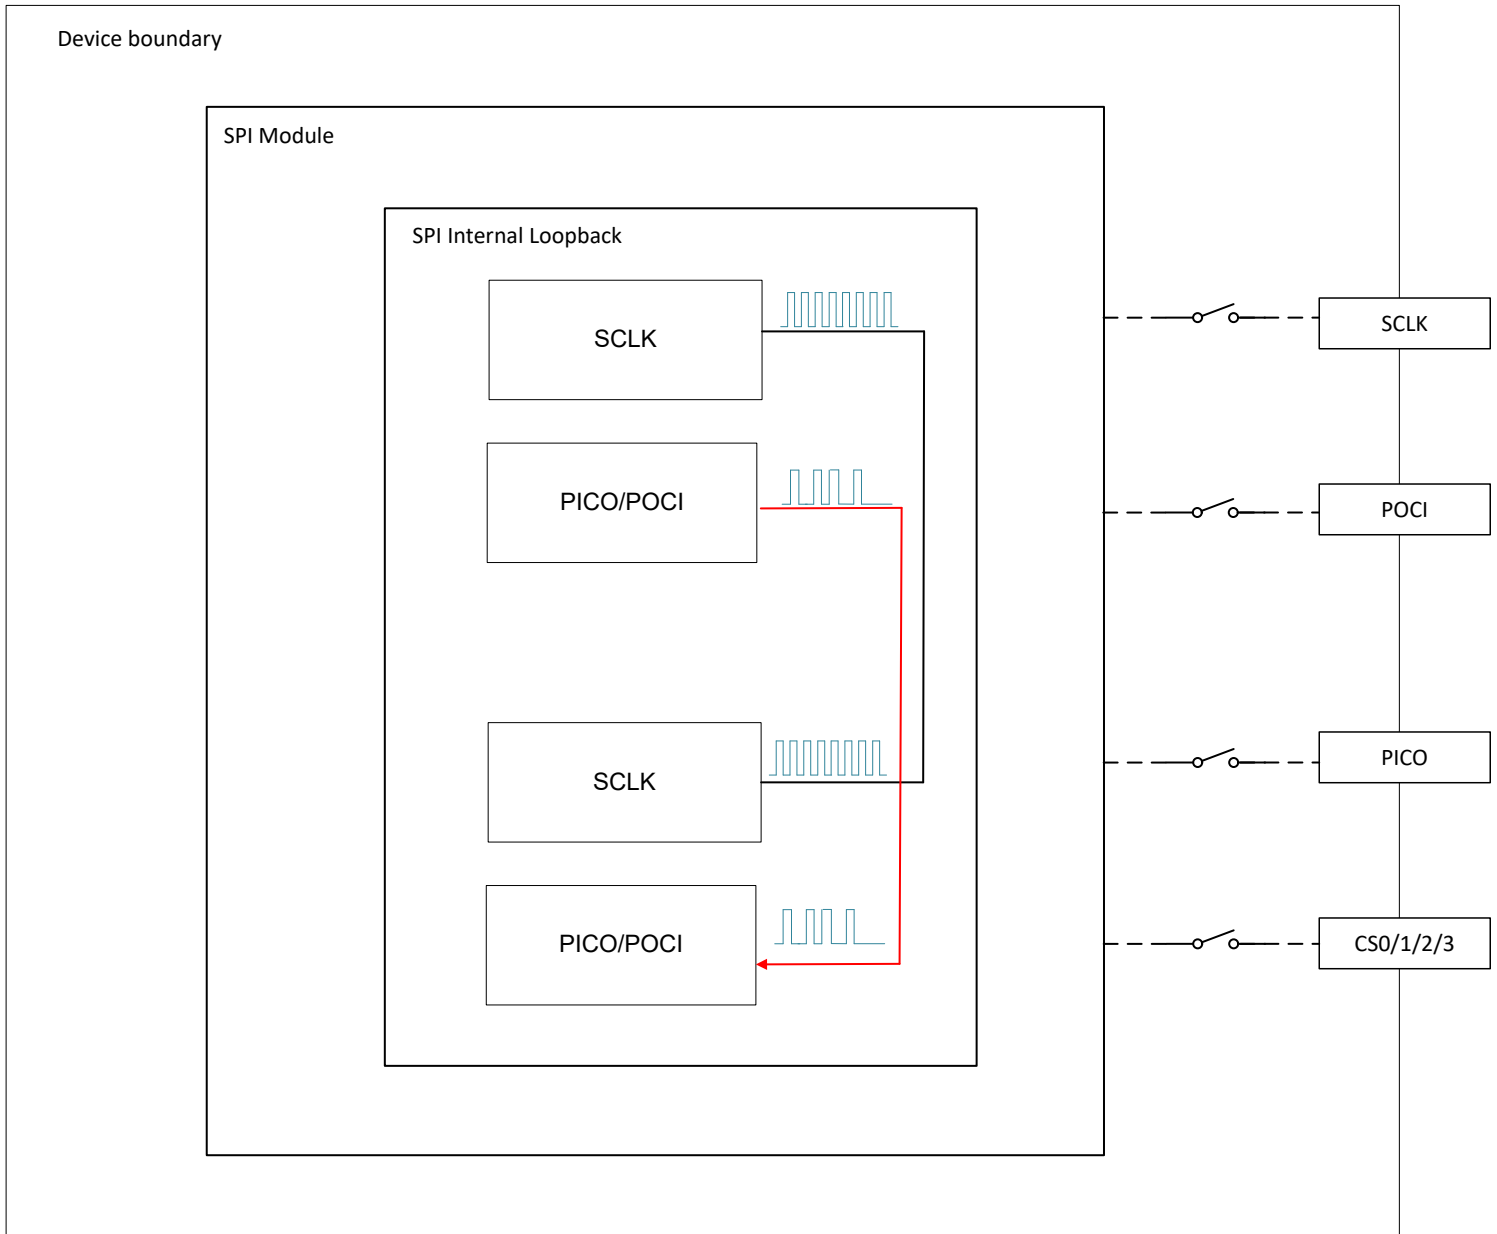 Device boundary
SPI Module
SPI Internal Loopback
SCLK
SCLK
PICO/POCI
POCI
SCLK
PICO
PICO/POCI
CS0/1/2/3